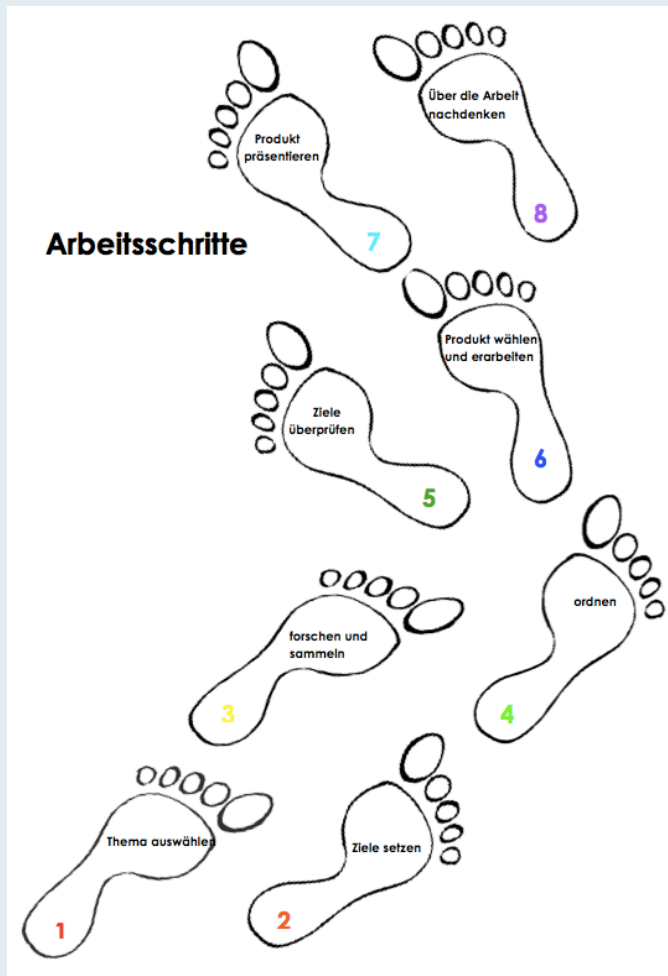 Über die Arbeit
nachdenken
8
Produkt
präsentieren
7
Arbeitsschritte
Produkt wählen
und erarbeiten
6
Ziele
überprüfen
5
ordnen
4
forschen und
sammeln
3
Thema auswählen
1
Ziele setzen
2